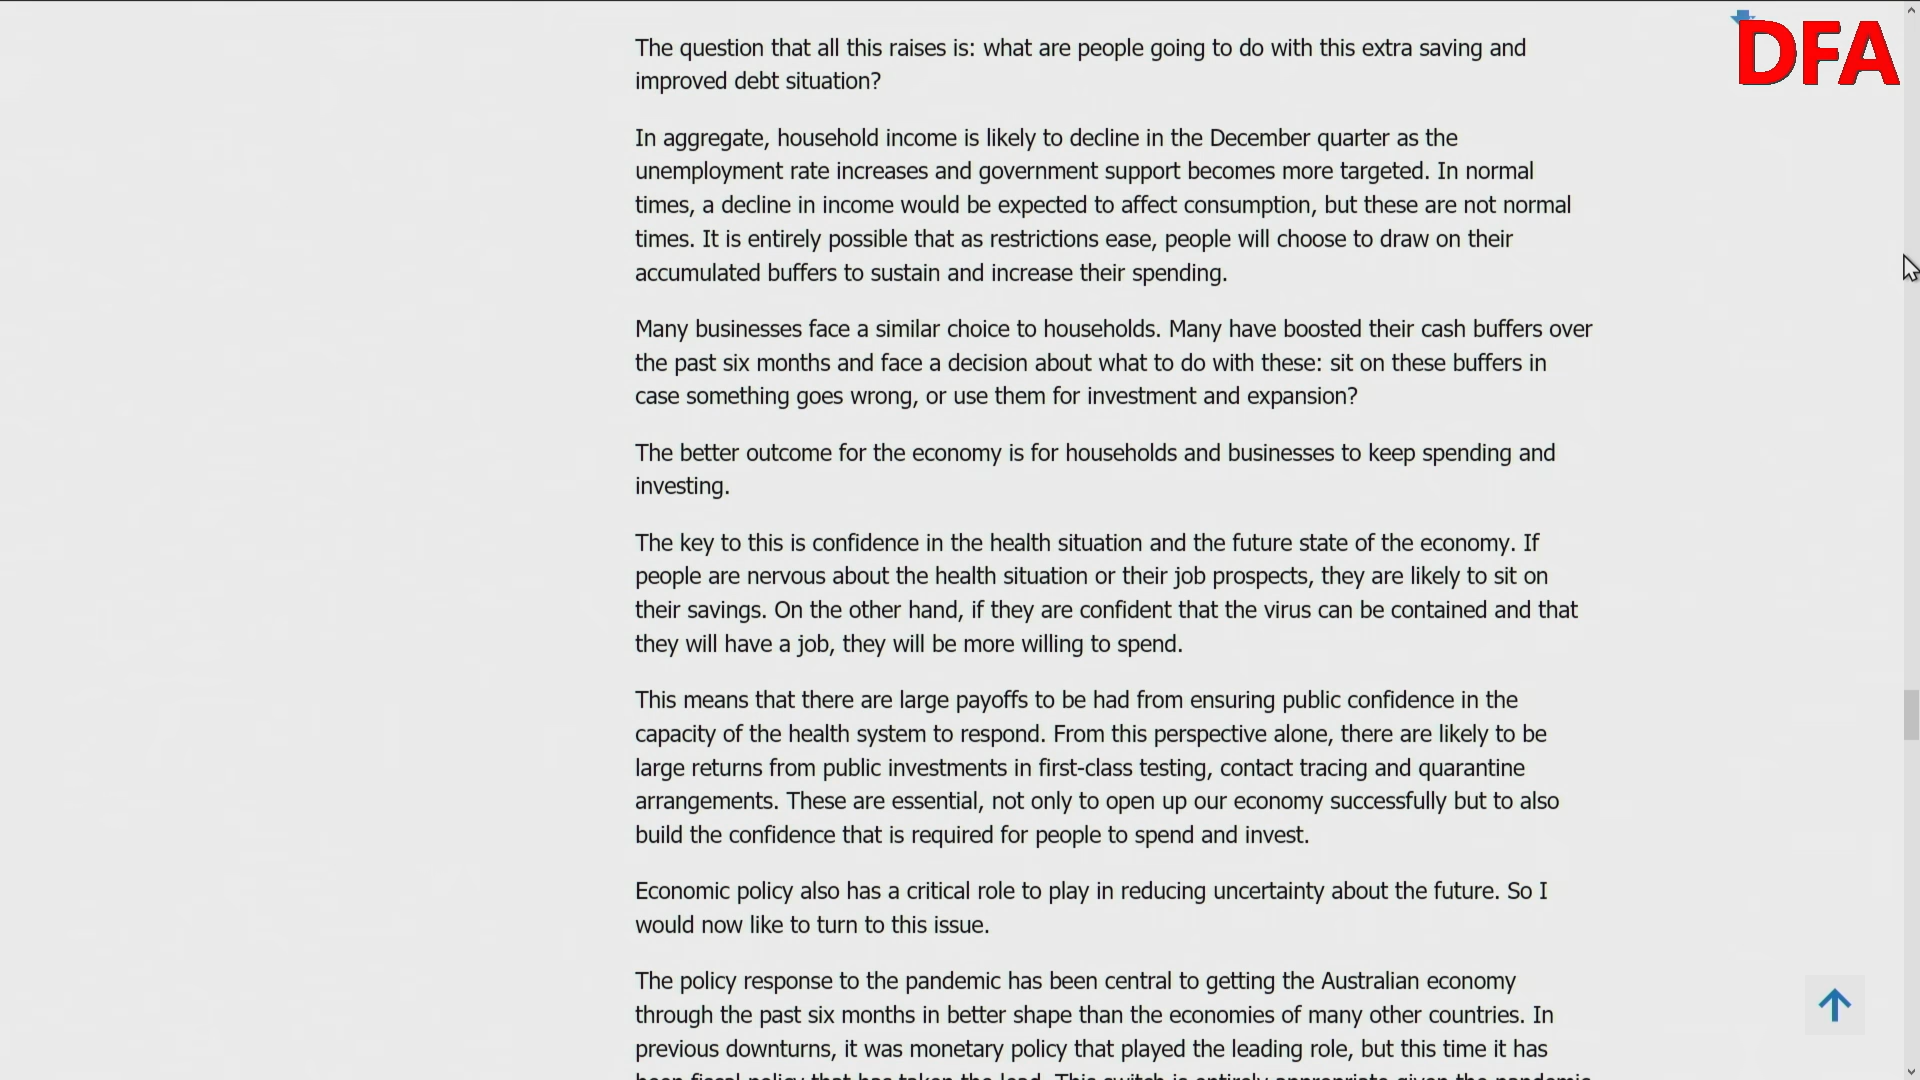 DFA
The question that all this raises is: what are people going to do with this extra saving and
improved debt situation?
In aggregate, household income is likely to decline in the December quarter as the
unemployment rate increases and government support becomes more targeted. In normal
times, a decline in income would be expected to affect consumption, but these are not normal
times. It is entirely possible that as restrictions ease, people will choose to draw on their
accumulated buffers to sustain and increase their spending.
Many businesses face a similar choice to households. Many have boosted their cash buffers over
the past six months and face a decision about what to do with these: sit on these buffers in
case something goes wrong, or use them for investment and expansion?
The better outcome for the economy is for households and businesses to keep spending and
investing.
The key to this is confidence in the health situation and the future state of the economy. If
people are nervous about the health situation or their job prospects, they are likely to sit on
their savings. On the other hand, if they are confident that the virus can be contained and that
they will have a job, they will be more willing to spend.
This means that there are large payoffs to be had from ensuring public confidence in the
capacity of the health system to respond. From this perspective alone, there are likely to be
large returns from public investments in first-class testing, contact tracing and quarantine
arrangements. These are essential, not only to open up our economy successfully but to also
build the confidence that is required for people to spend and invest.
Economic policy also has a critical role to play in reducing uncertainty about the future. So I
would now like to turn to this issue.
The policy response to the pandemic has been central to getting the Australian economy
through the past six months in better shape than the economies of many other countries. In
previous downturns, it was monetary policy that played the leading role, but this time it has
been fiscal policy that has taken the lead. This switch is entirely appropriate given the pandemic